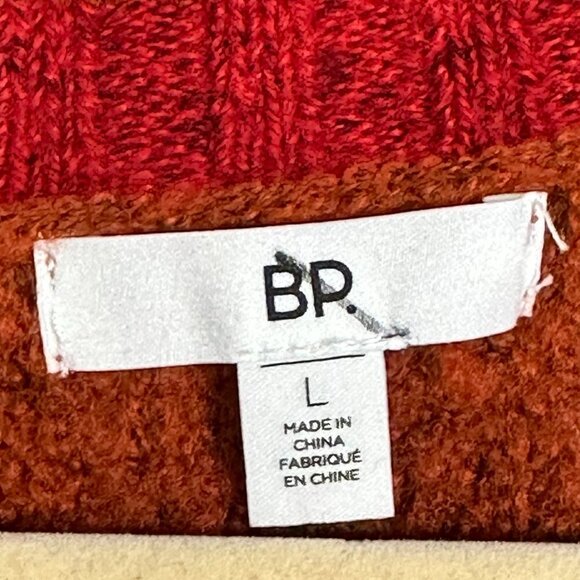 BP.
L
MADE IN
CHINA
FABRIQUÉ
EN CHINE